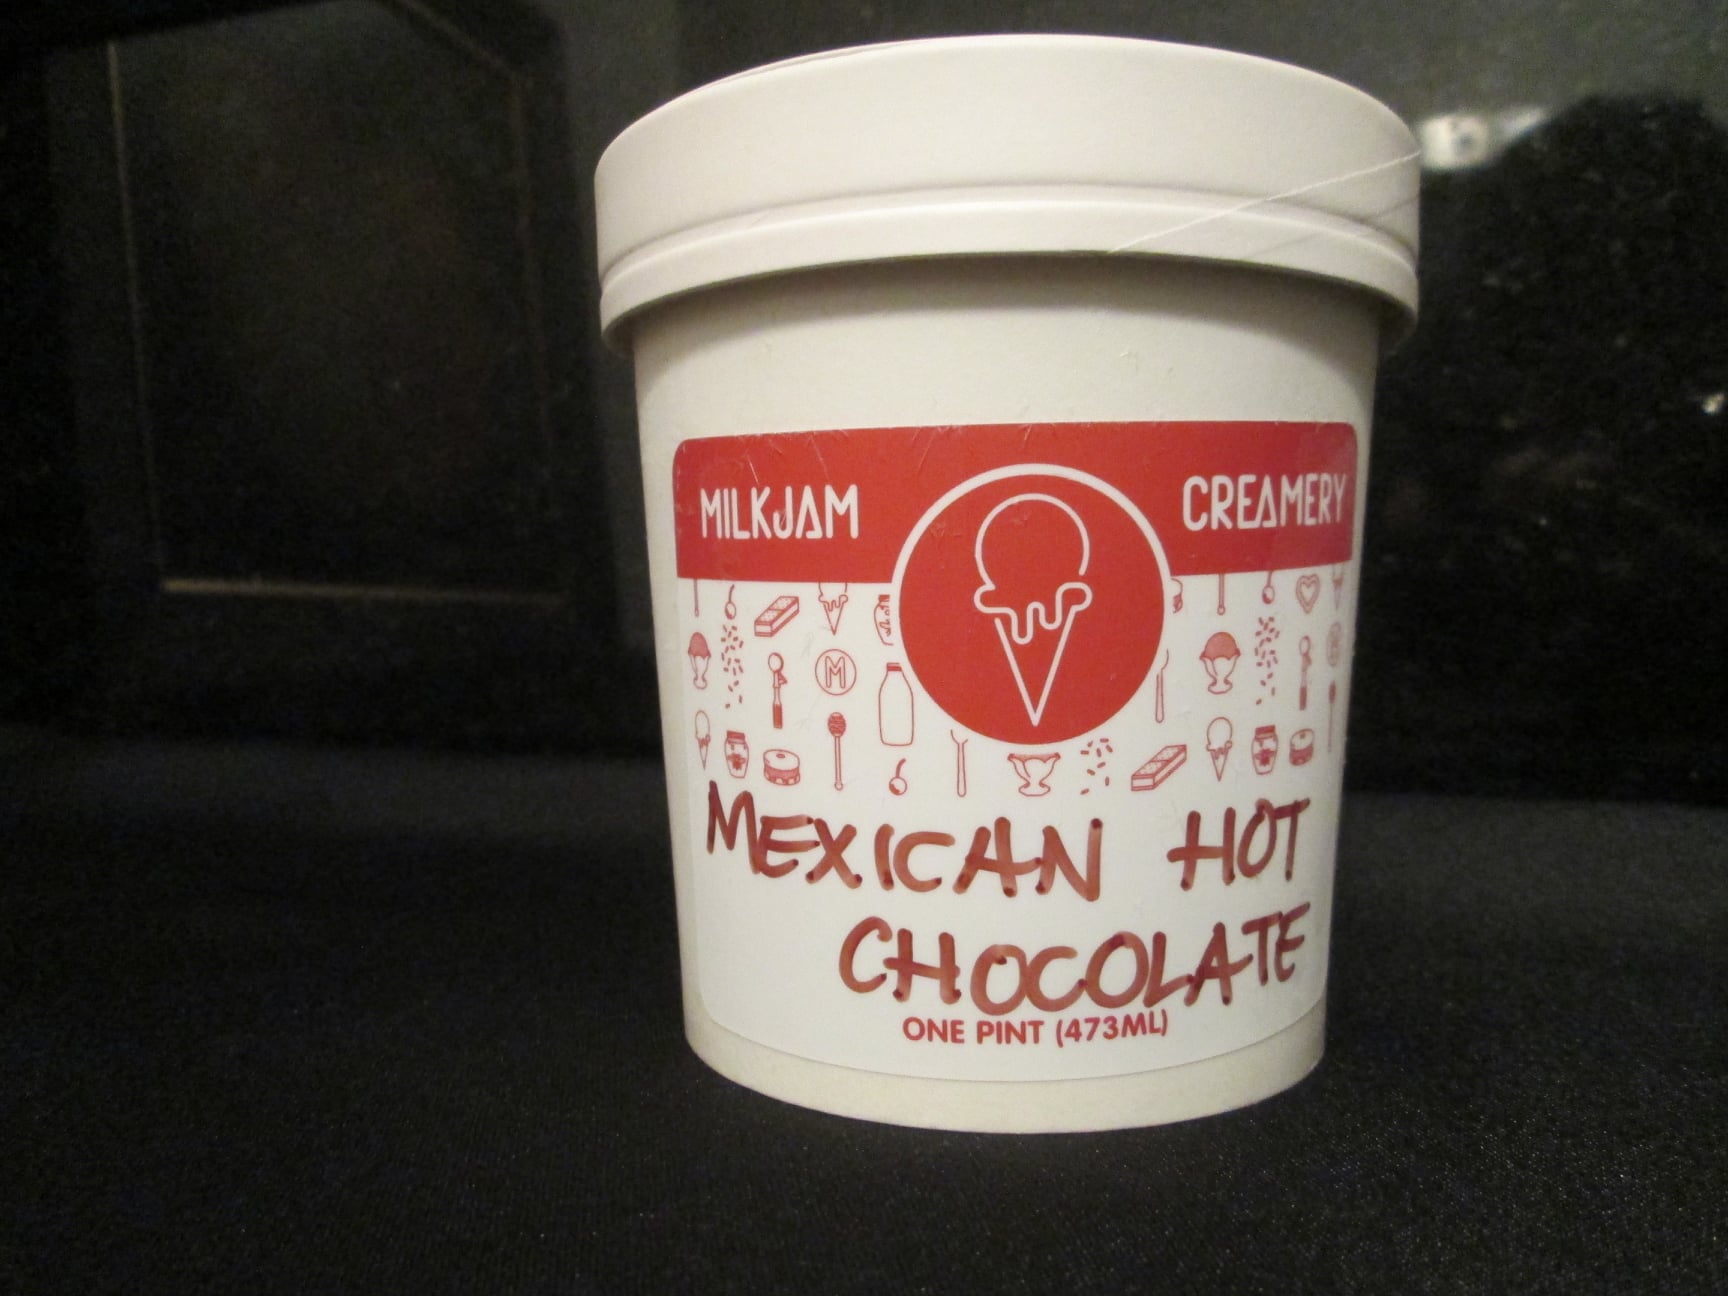 MILKJAM CREAMERY
M
MEXICAN HOT
CHOCOLATE
ONE PINT (473ML)